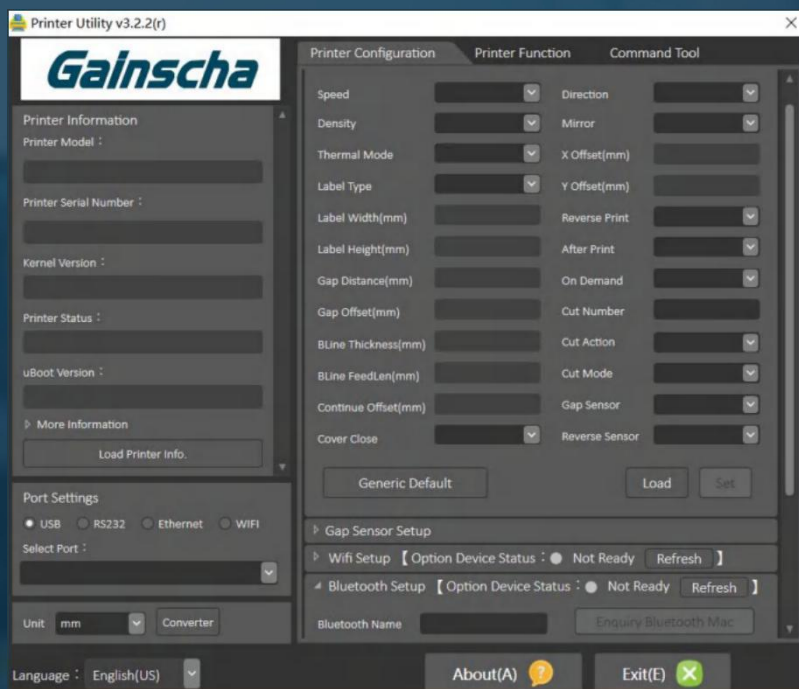 Printer Utility v3.2.2(r)
Gainscha
Printer Configuration Printer Function Command Tool
Printer Information
Printer Model :
Printer Serial Number :
Kernel Version :
Printer Status :
uBoot Version :
More Information
Load Printer Info.
Port Settings
USB RS232 Ethernet WIFI
Select Port :
Unit mm Converter
Language : English(US)
Speed Direction
Density Mirror
Thermal Mode X Offset(mm)
Label Type Y Offset(mm)
Label Width(mm) Reverse Print
Label Height(mm) After Print
Gap Distance(mm) On Demand
Gap Offset(mm) Cut Number
BLine Thickness(mm) Cut Action
BLine FeedLen(mm) Cut Mode
Continue Offset(mm) Gap Sensor
Cover Close Reverse Sensor
Generic Default Load Set
Gap Sensor Setup
Wifi Setup 【 Option Device Status : Not Ready Refresh 】
Bluetooth Setup 【 Option Device Status : Not Ready Refresh 】
Bluetooth Name Enquiry Bluetooth Mac
About(A) Exit(E)